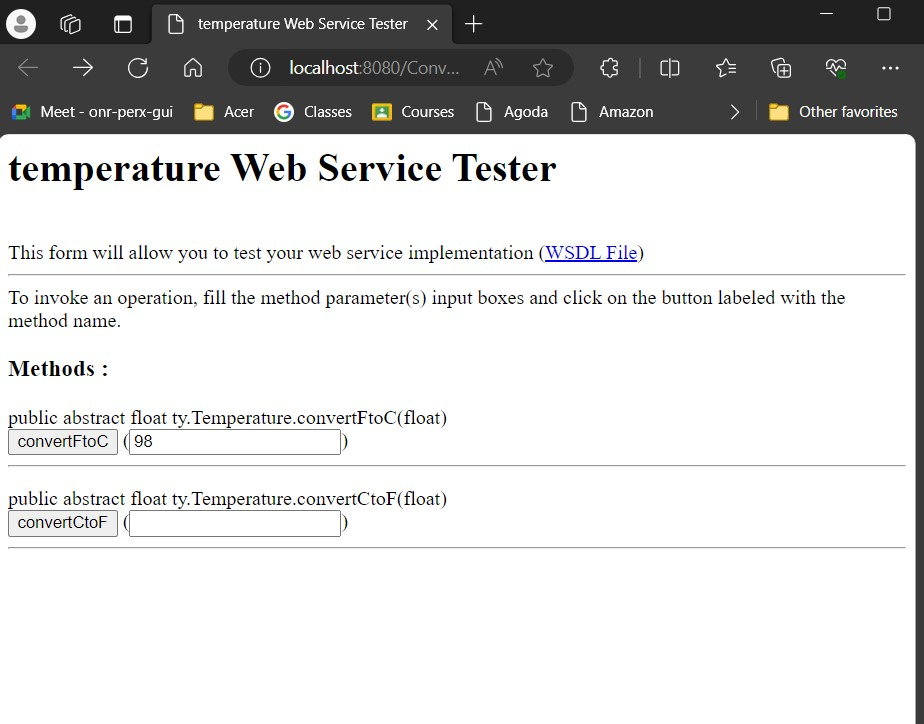 temperature Web Service Tester
localhost:8080/Conv...
Meet - onr-perx-gui Acer Classes Courses Agoda Amazon Other favorites
temperature Web Service Tester
This form will allow you to test your web service implementation (WSDL File)
To invoke an operation, fill the method parameter(s) input boxes and click on the button labeled with the
method name.
Methods :
public abstract float ty.Temperature.convertFtoC(float)
convertFtoC (98)
public abstract float ty.Temperature.convertCtoF(float)
convertCtoF ( )